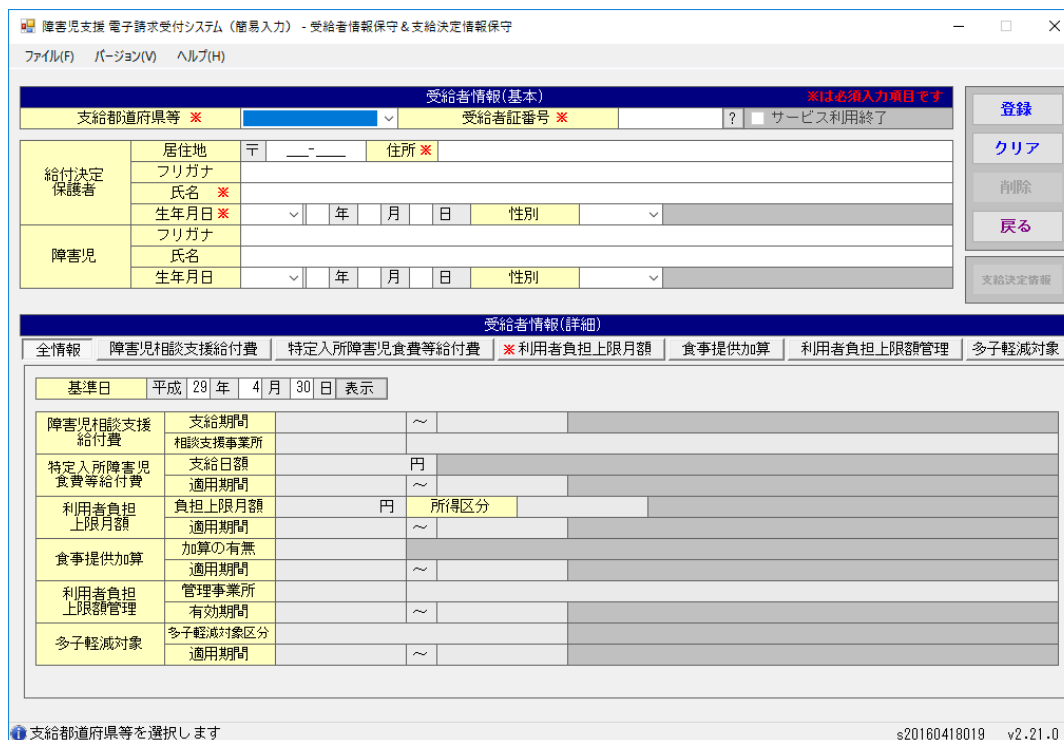 障害児支援 電子請求受付システム（簡易入力） - 受給者情報保守＆支給決定情報保守
ファイル(F) バージョン(V) ヘルプ(H)
受給者情報(基本) ※は必須入力項目です
支給都道府県等 ※ 受給者証番号 ※ ? サービス利用終了
登録
クリア
削除
戻る
支給決定情報
給付決定
保護者
居住地 〒 ___-____ 住所※
フリガナ
氏名 ※
生年月日※ 年 月 日 性別
障害児
フリガナ
氏名
生年月日 年 月 日 性別
受給者情報(詳細)
全情報 障害児相談支援給付費 特定入所障害児食費等給付費 ※利用者負担上限月額 食事提供加算 利用者負担上限額管理 多子軽減対象
基準日 平成 29 年 4 月 30 日 表示
障害児相談支援
給付費
支給期間 ～
相談支援事業所
特定入所障害児
食費等給付費
支給日額 円
適用期間 ～
利用者負担
上限月額
負担上限月額 円 所得区分
適用期間 ～
食事提供加算
加算の有無
適用期間 ～
利用者負担
上限額管理
管理事業所
有効期間 ～
多子軽減対象
多子軽減対象区分
適用期間 ～
支給都道府県等を選択します s20160418019 v2.21.0